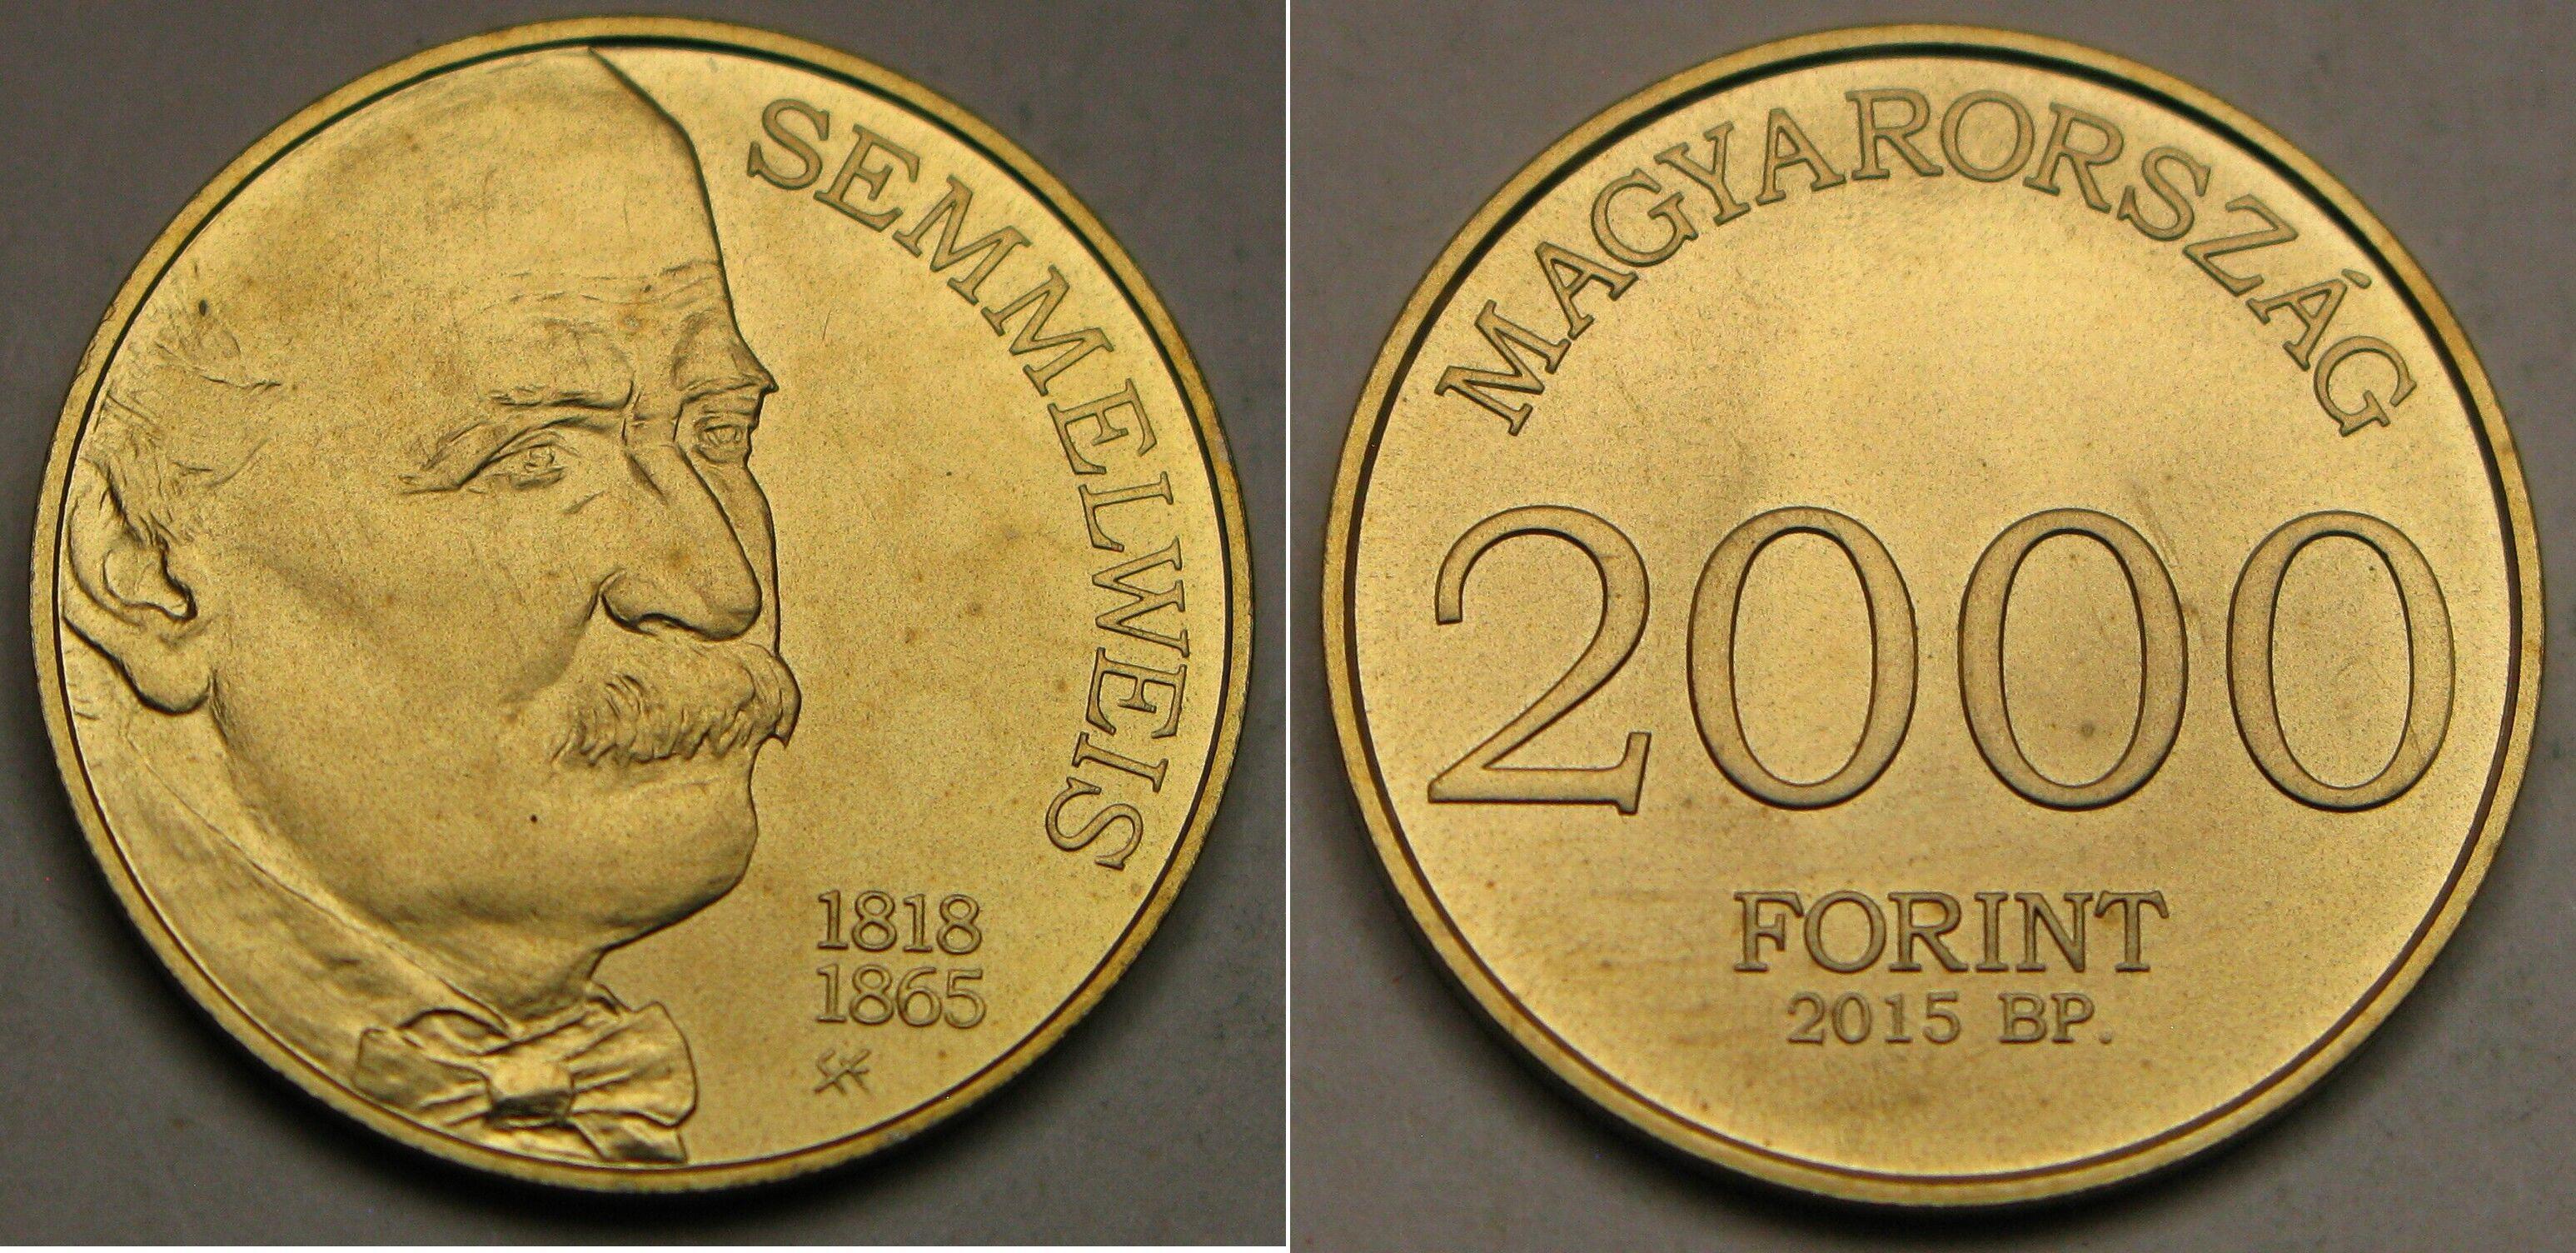 SEMMELWEIS
1818
1865
MAGYARORSZÁG
2000
FORINT
2015 BP.